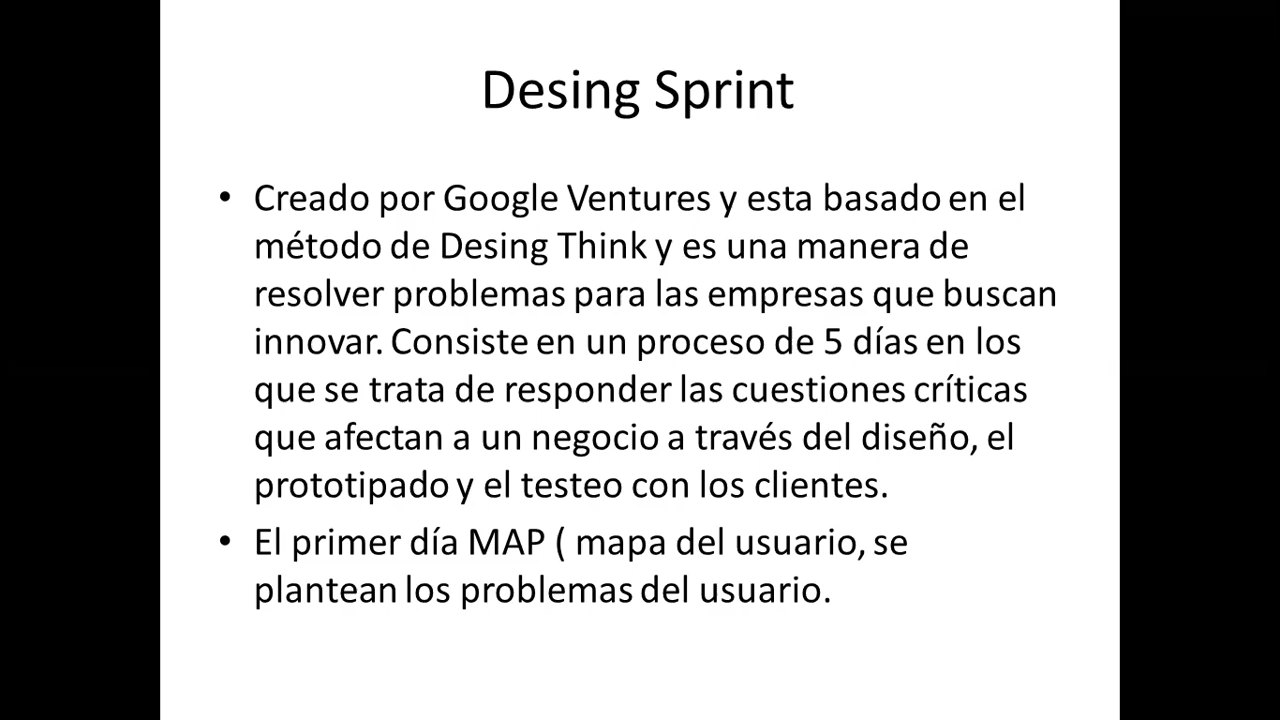 Desing Sprint
• Creado por Google Ventures y esta basado en el
método de Desing Think y es una manera de
resolver problemas para las empresas que buscan
innovar. Consiste en un proceso de 5 días en los
que se trata de responder las cuestiones críticas
que afectan a un negocio a través del diseño, el
prototipado y el testeo con los clientes.
• El primer día MAP ( mapa del usuario, se
plantean los problemas del usuario.